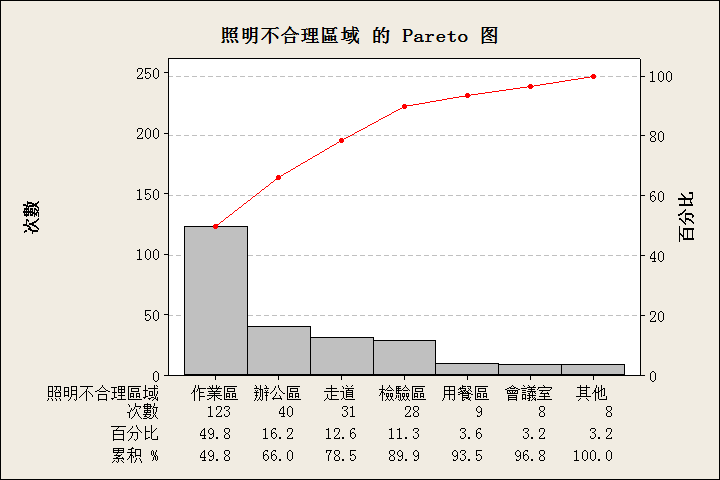 照明不合理區域 的 Pareto 图
250
200
150
100
50
0
次數
100
80
60
40
20
0
百分比
照明不合理區域 作業區 辦公區 走道 檢驗區 用餐區 會議室 其他
次數 123 40 31 28 9 8 8
百分比 49.8 16.2 12.6 11.3 3.6 3.2 3.2
累积 % 49.8 66.0 78.5 89.9 93.5 96.8 100.0